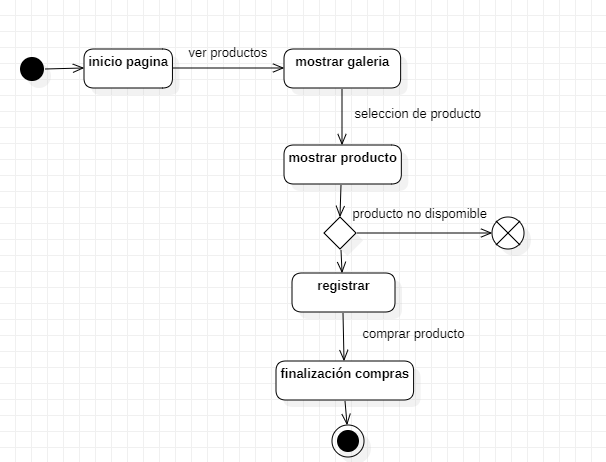 ver productos
inicio pagina
mostrar galeria
seleccion de producto
mostrar producto
producto no dispomible
registrar
comprar producto
finalización compras